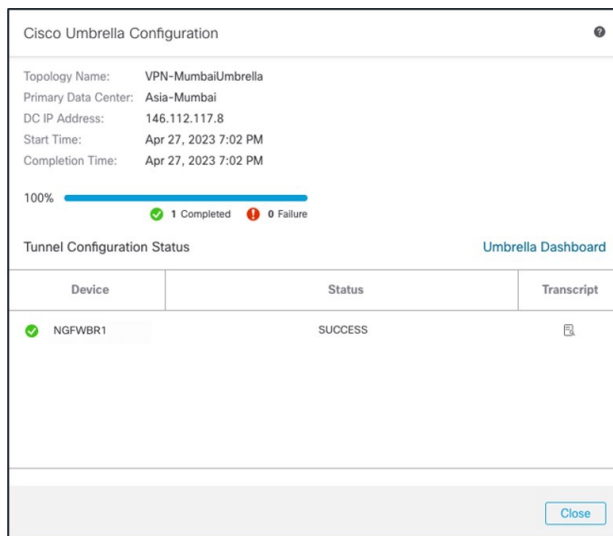 Cisco Umbrella Configuration ?
Topology Name: VPN-MumbaiUmbrella
Primary Data Center: Asia-Mumbai
DC IP Address: 146.112.117.8
Start Time: Apr 27, 2023 7:02 PM
Completion Time: Apr 27, 2023 7:02 PM
100%
1 Completed 0 Failure
Tunnel Configuration Status Umbrella Dashboard
Device Status Transcript
NGFWBR1 SUCCESS
Close